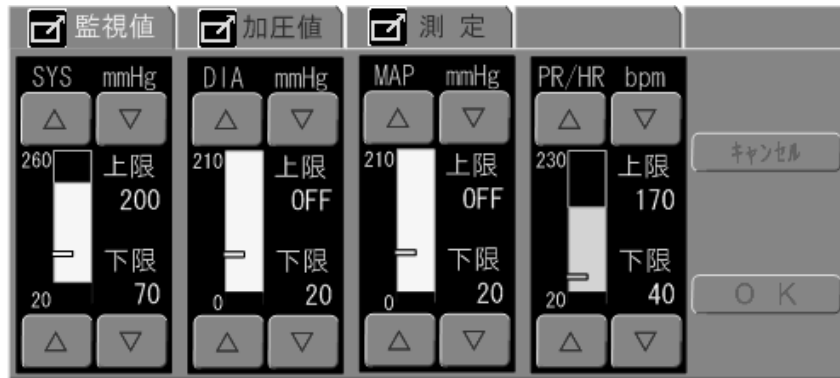 監視値 加圧値 測 定
SYS mmHg DIA mmHg MAP mmHg PR/HR bpm
△ ▽ △ ▽ △ ▽ △ ▽
キャンセル
260 上限 210 上限 210 上限 230 上限
200 OFF OFF 170
下限 下限 下限 下限
20 70 0 20 0 20 20 40
O K
△ ▽ △ ▽ △ ▽ △ ▽